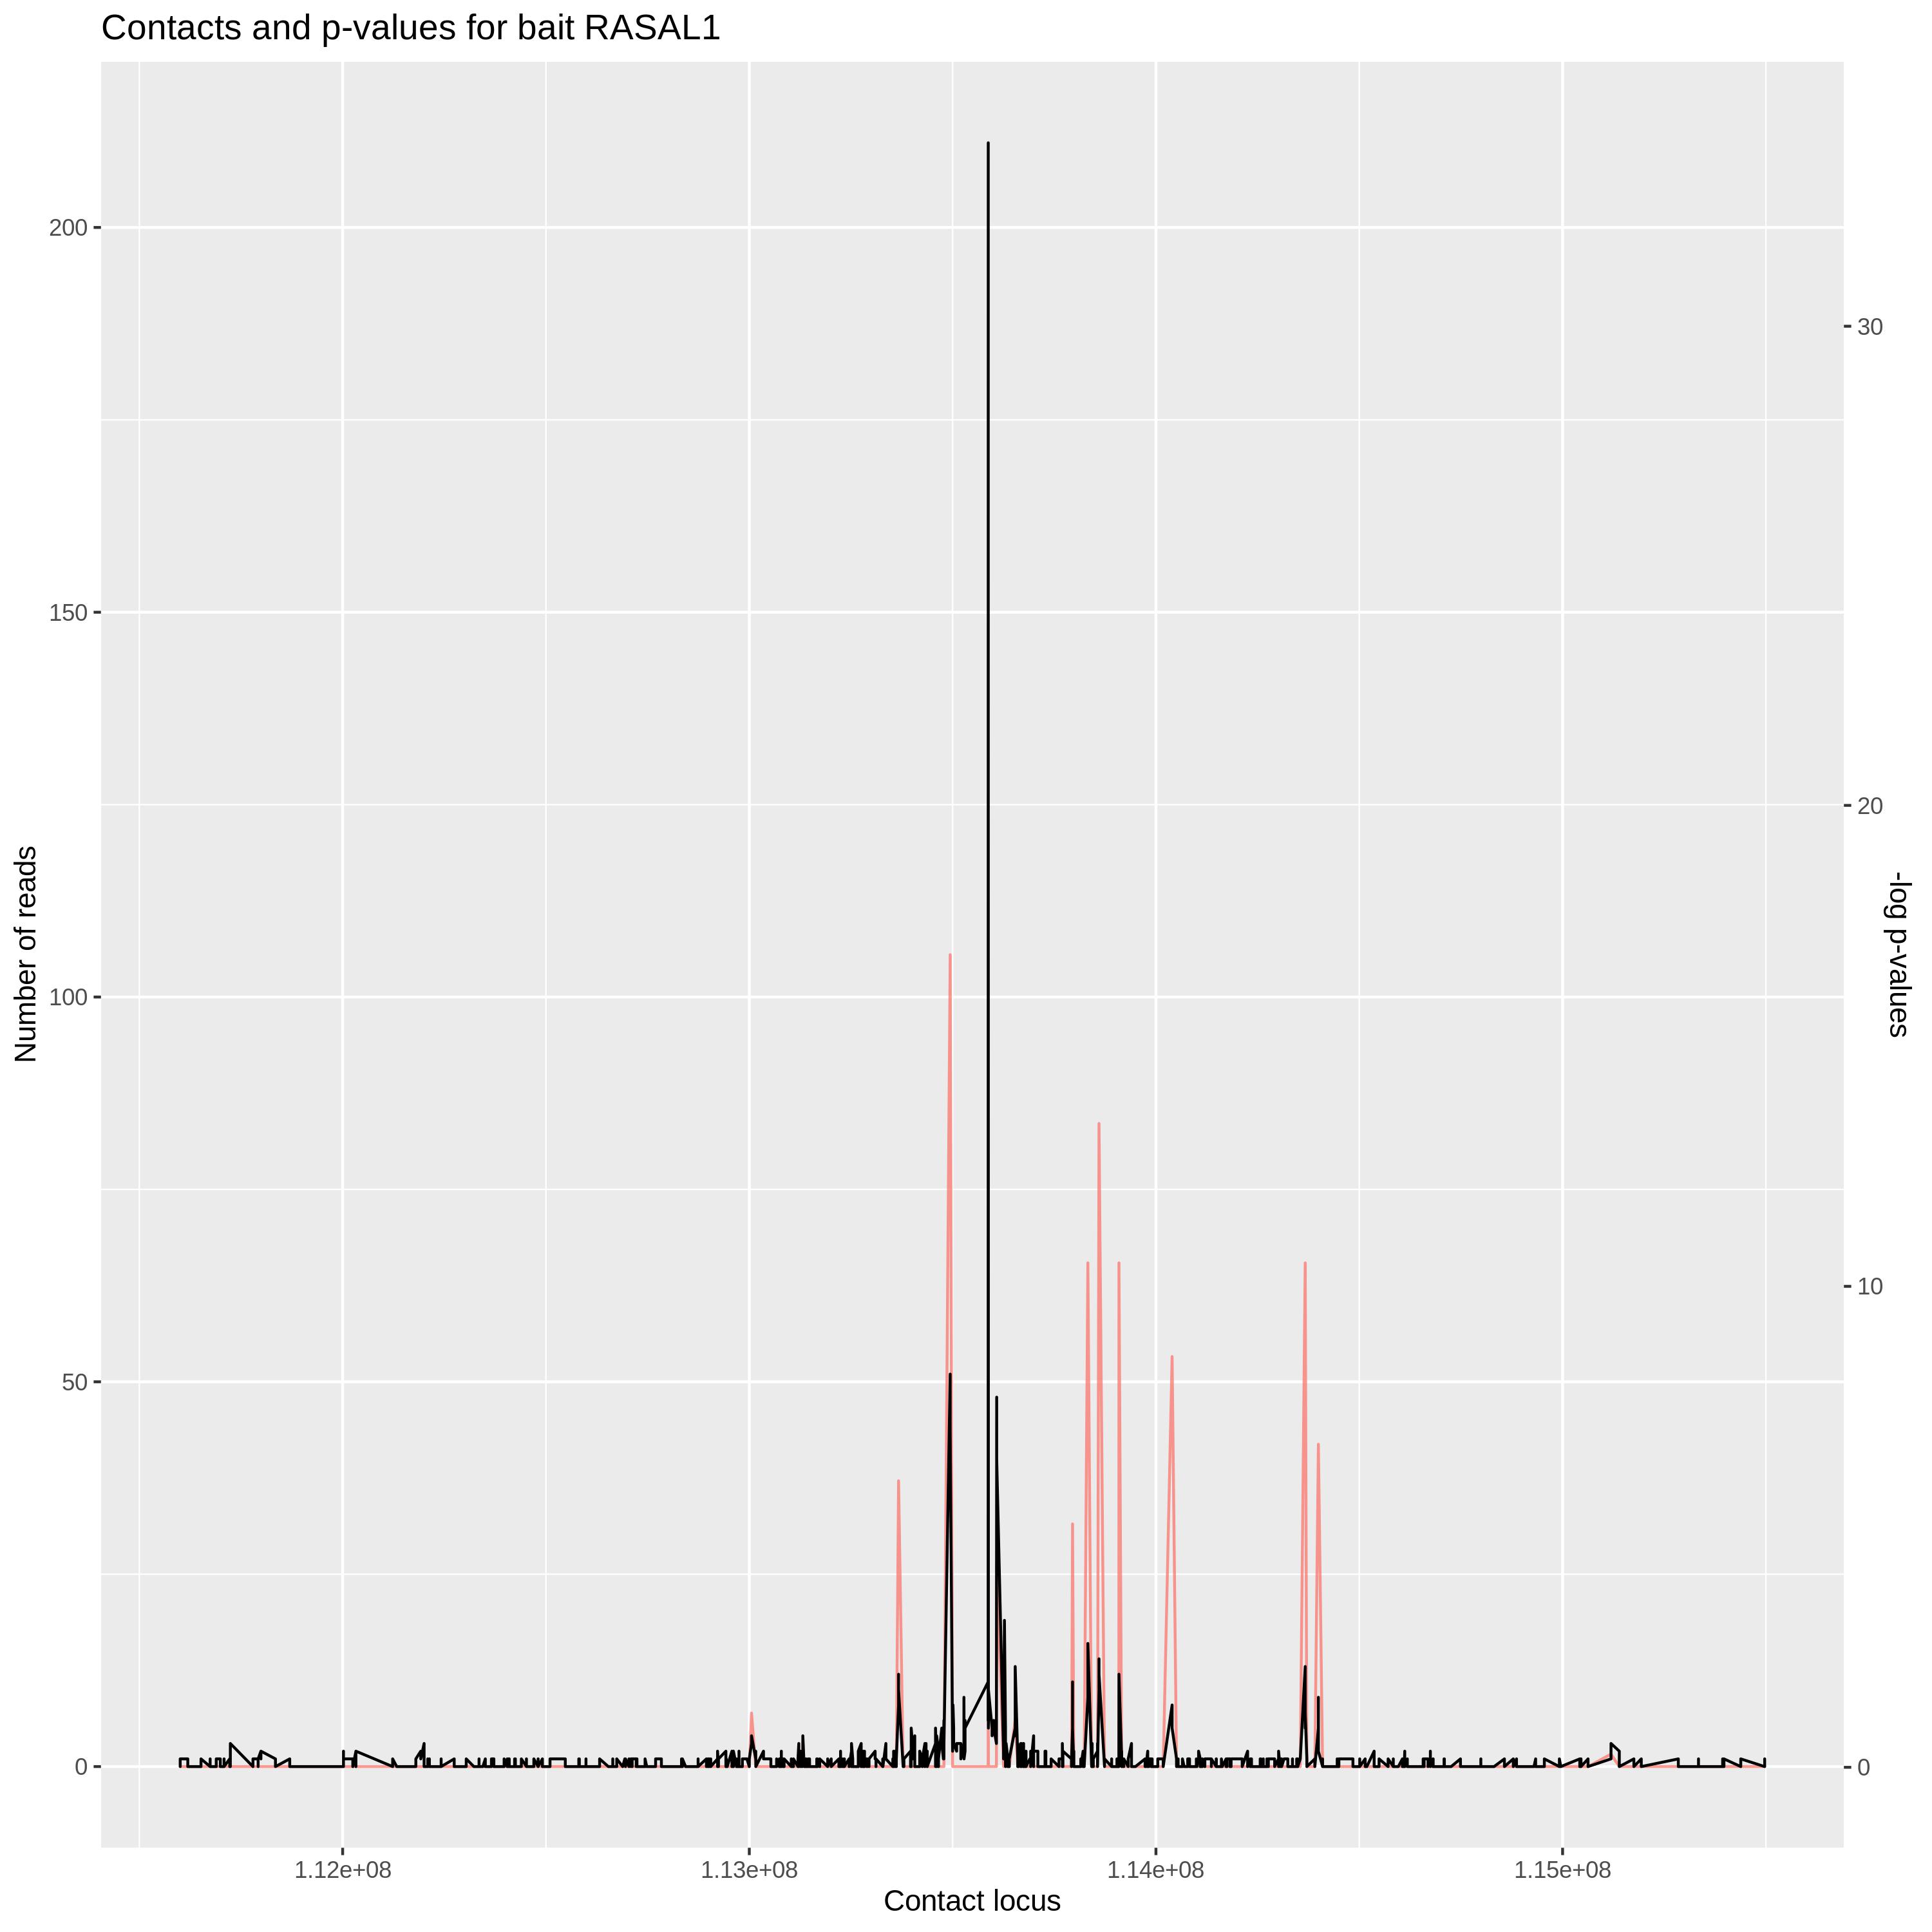 Contacts and p-values for bait RASAL1
200
150
100
50
0
Number of reads
30
20
10
0
-log p-values
1.12e+08
1.13e+08
1.14e+08
1.15e+08
Contact locus